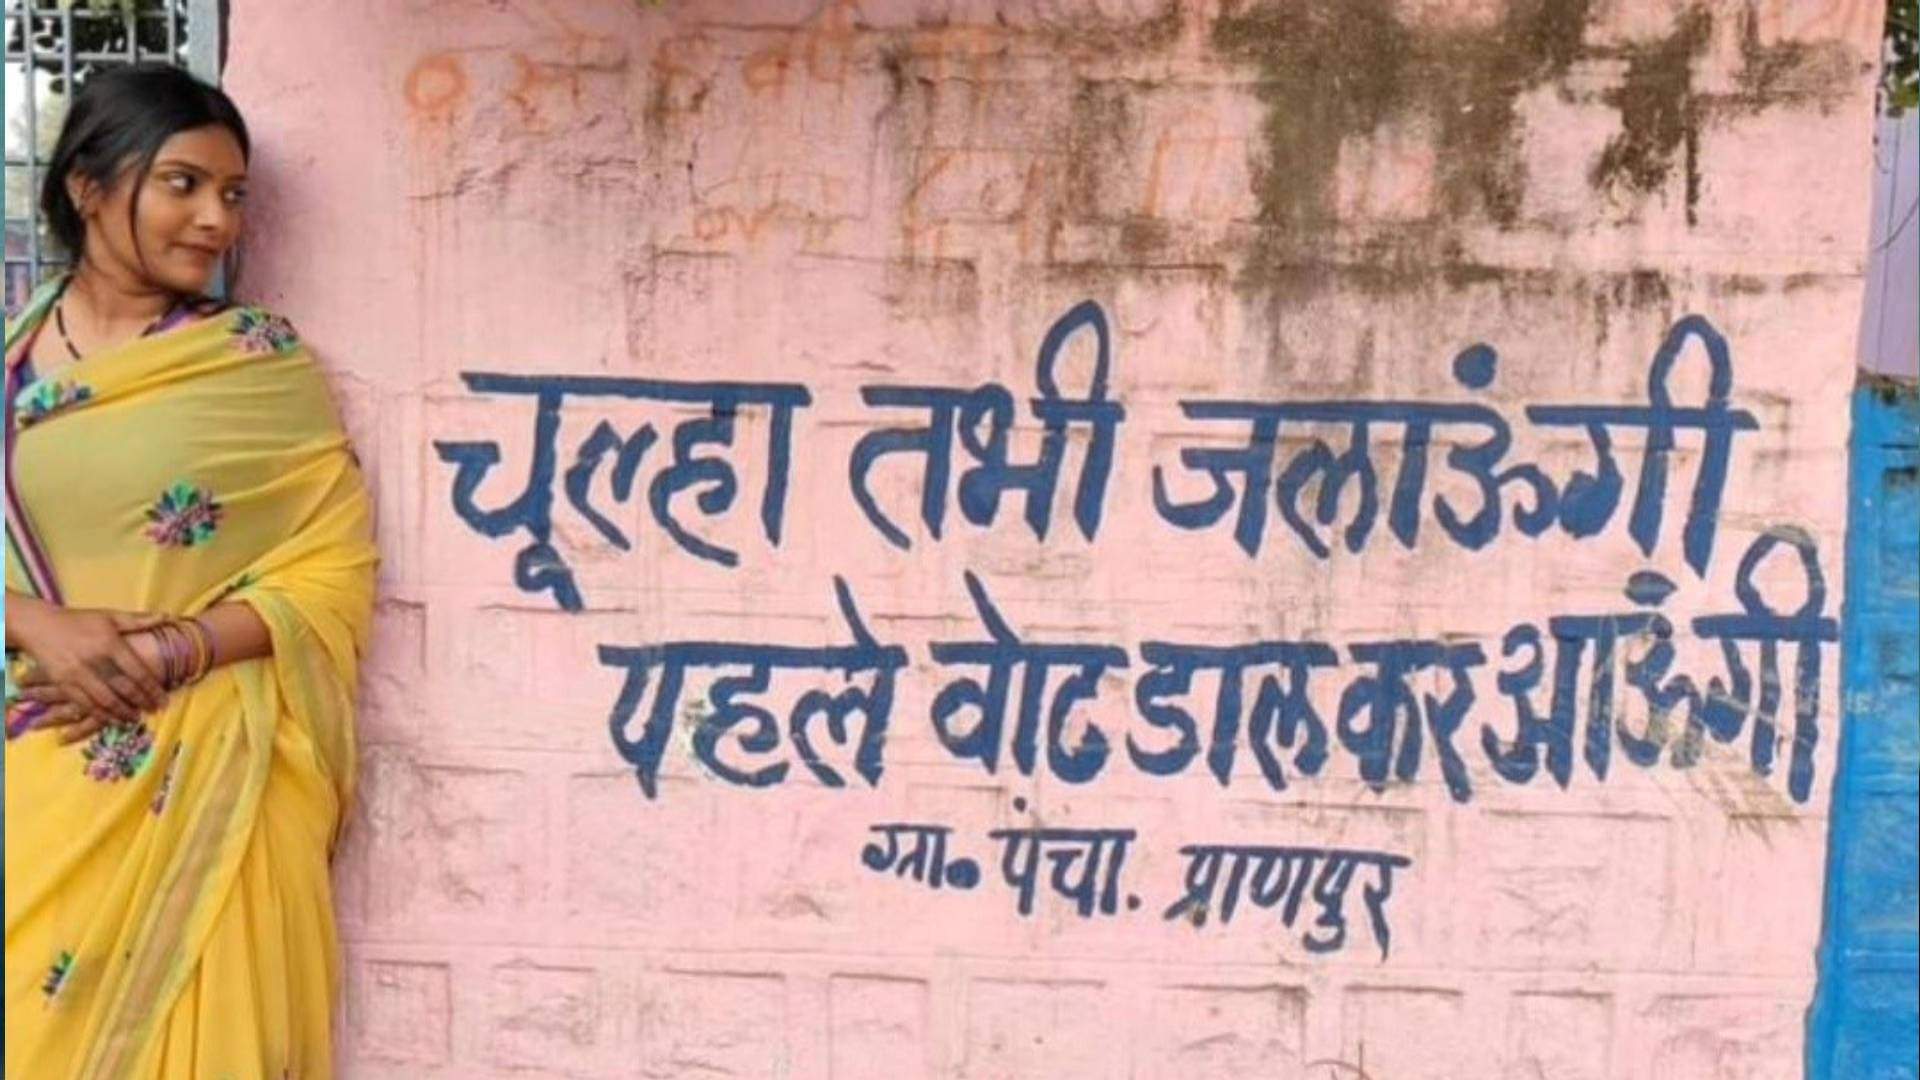 चूल्हा तभी जलाऊंगी
पहले वोट डालकर आऊंगी
ग्रा. पंचा. प्राणपुर